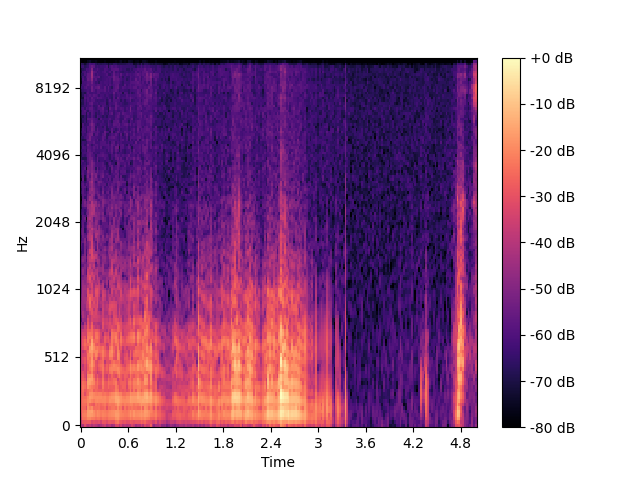 8192
4096
2048
1024
512
0
Hz
0 0.6 1.2 1.8 2.4 3 3.6 4.2 4.8
Time
+0 dB
-10 dB
-20 dB
-30 dB
-40 dB
-50 dB
-60 dB
-70 dB
-80 dB